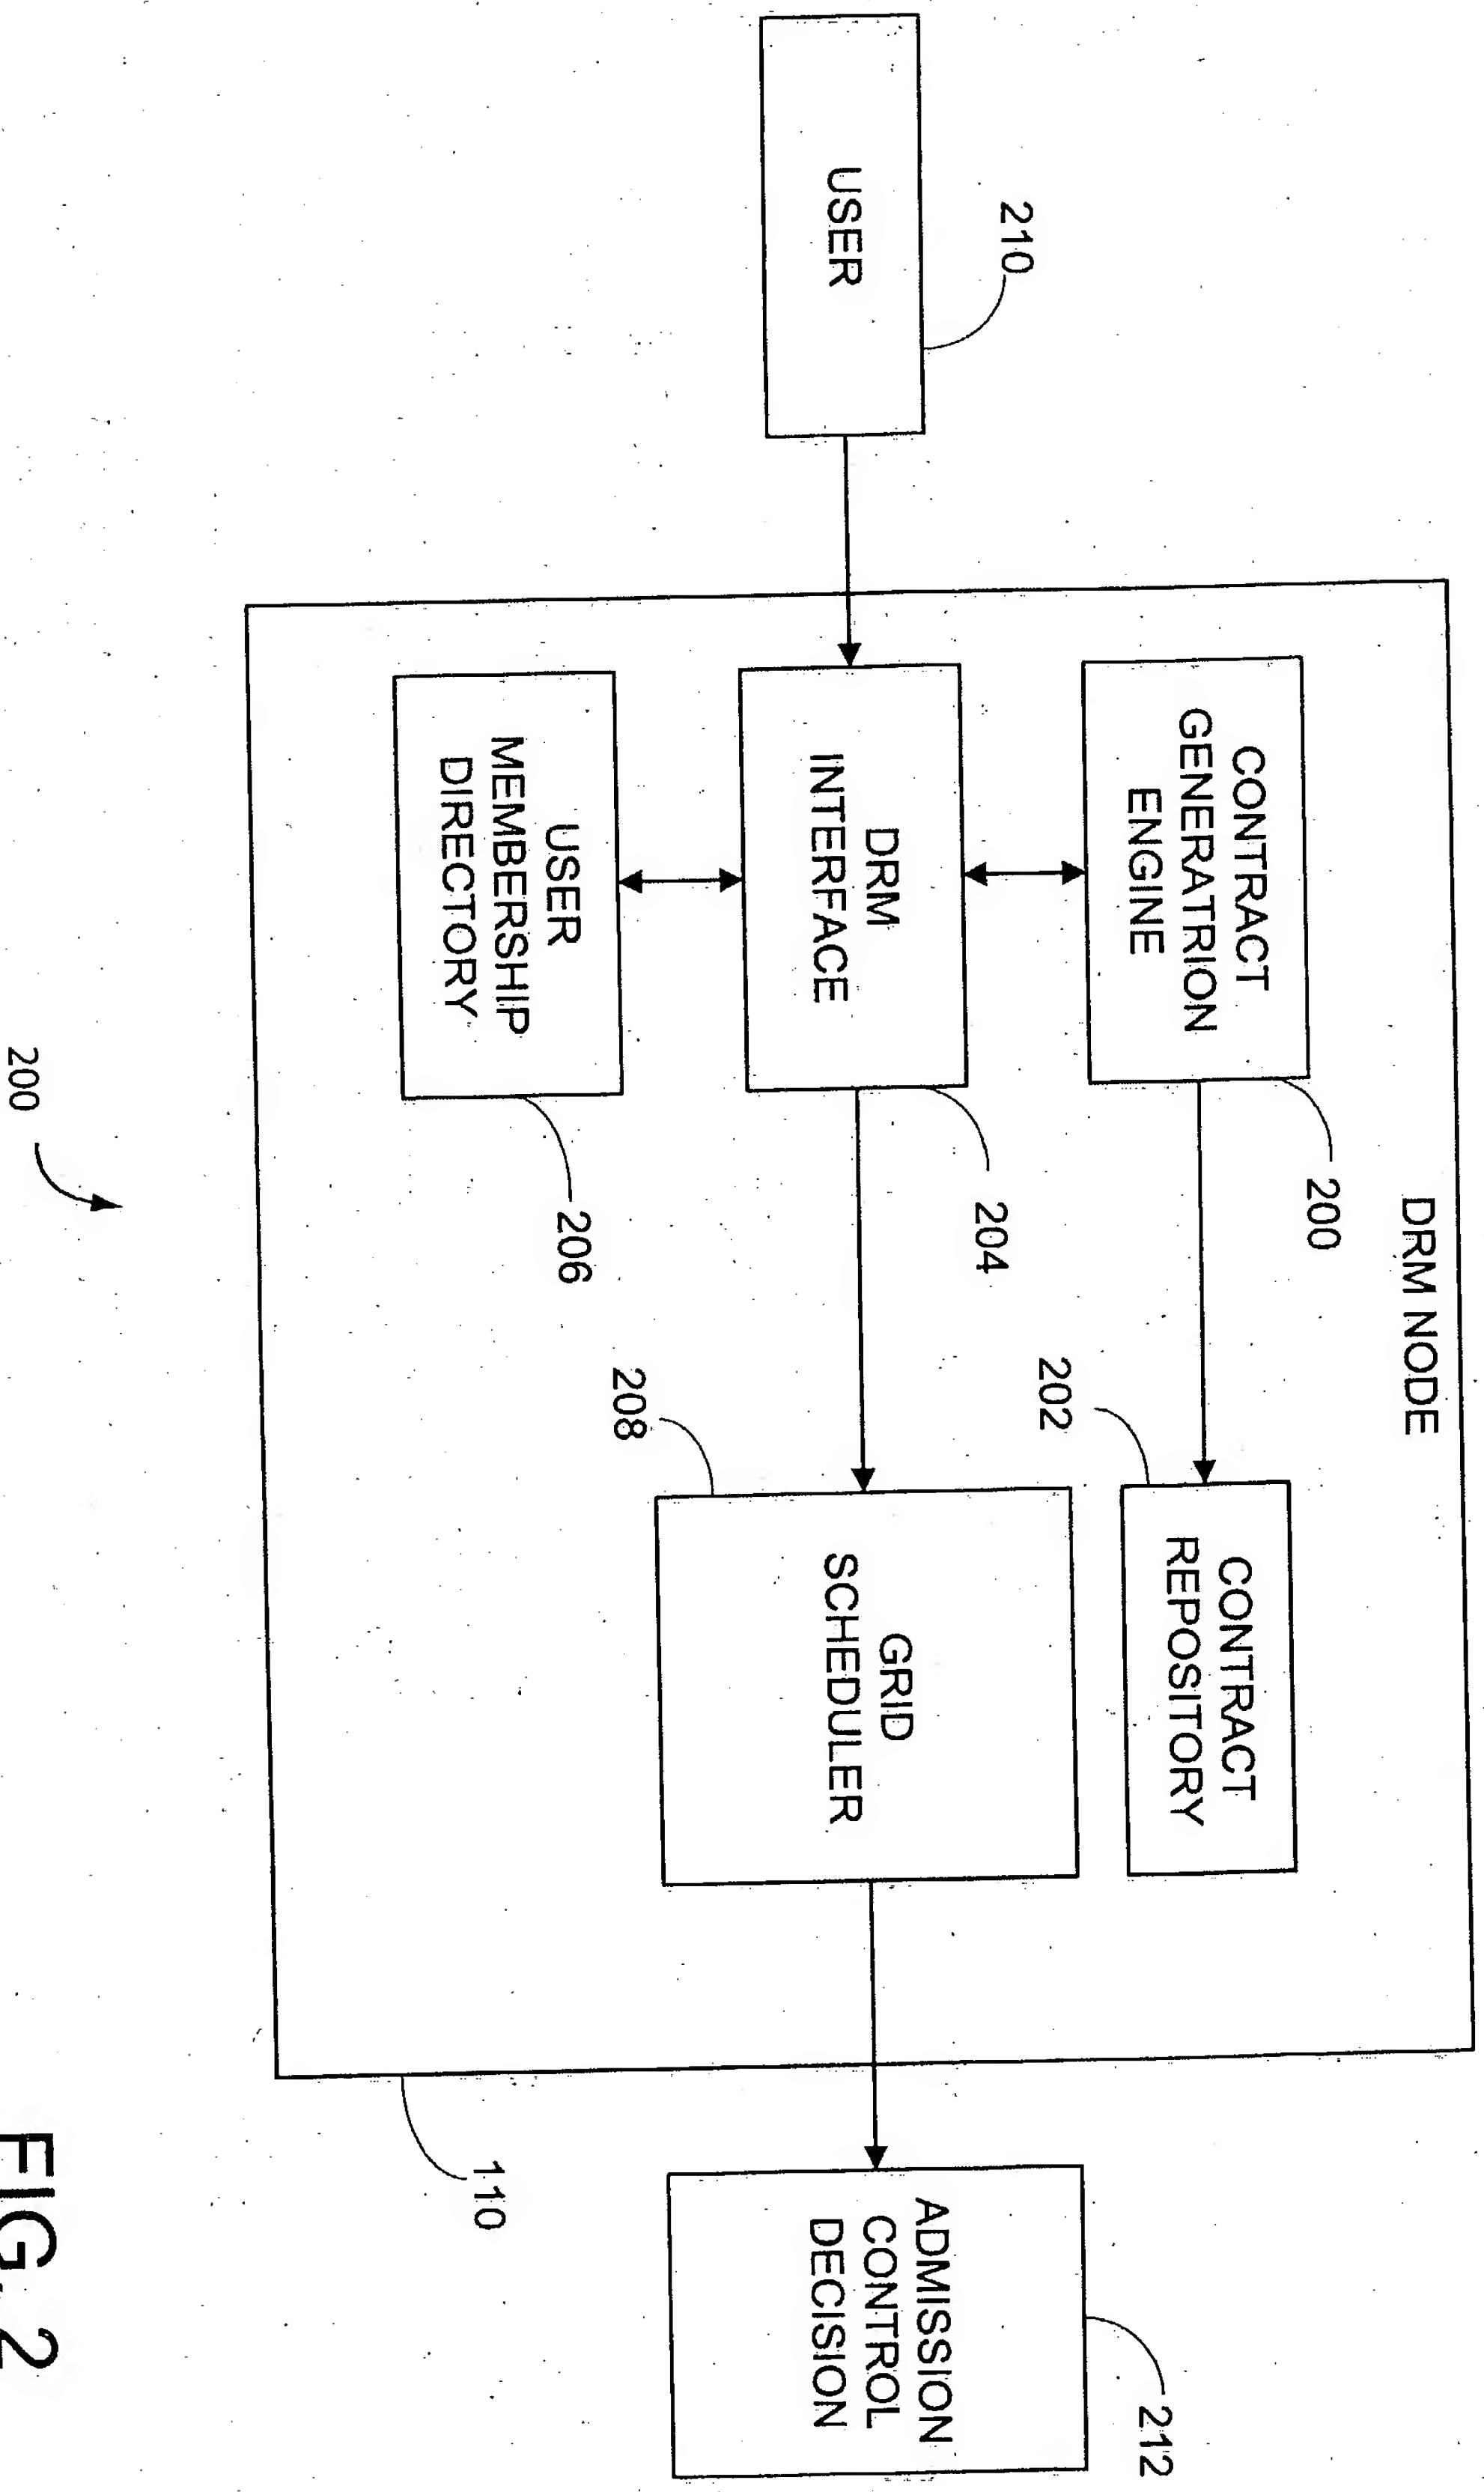 DRM NODE
CONTRACT
GENERATRION
ENGINE
200
CONTRACT
REPOSITORY
202
210
USER
DRM
INTERFACE
204
GRID
SCHEDULER
208
ADMISSION
CONTROL
DECISION
212
USER
MEMBERSHIP
DIRECTORY
206
110
200
FIG. 2